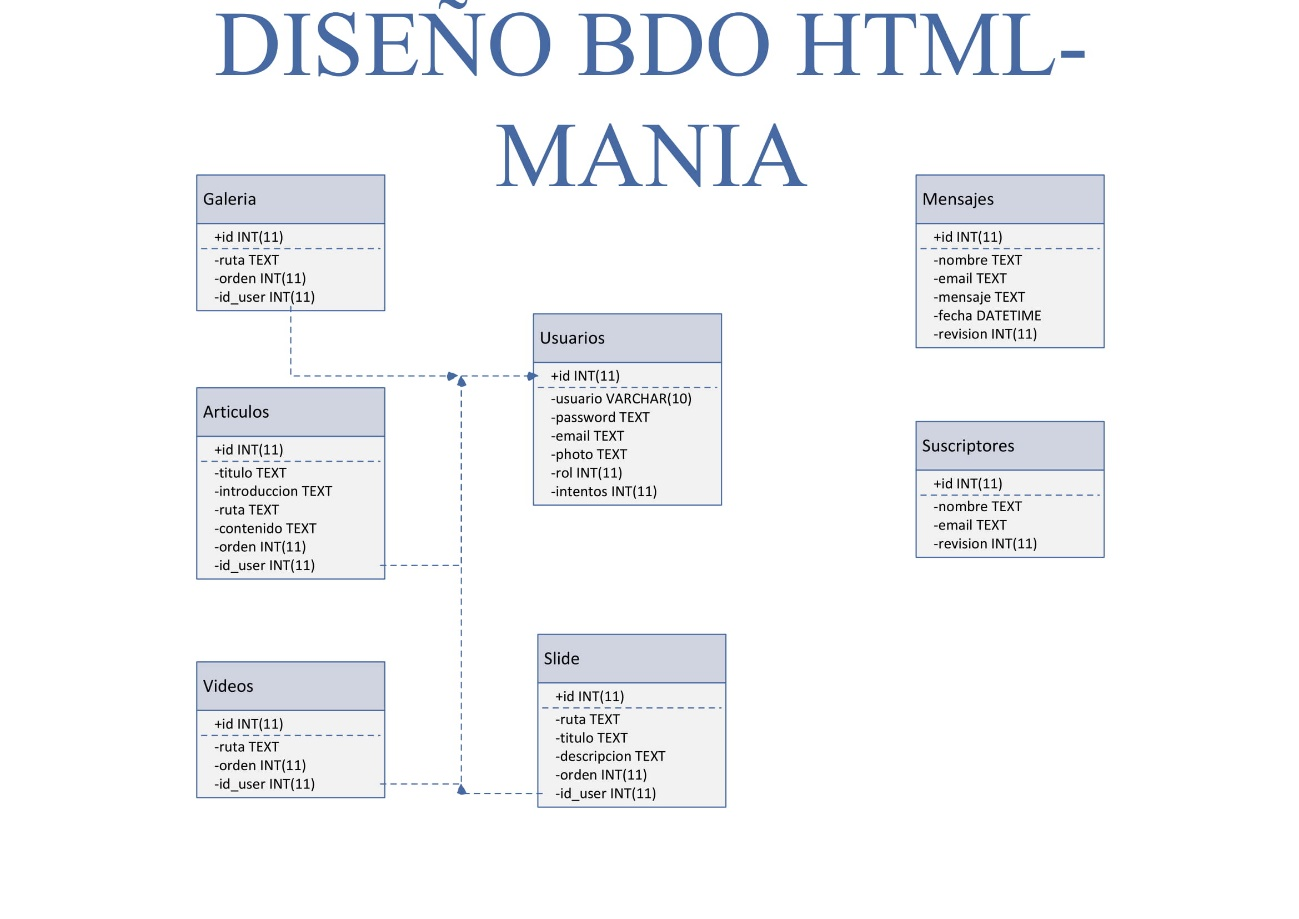 DISEÑO BDO HTML-
MANIA
Galeria
+id INT(11)
-ruta TEXT
-orden INT(11)
-id_user INT(11)
Articulos
+id INT(11)
-titulo TEXT
-introduccion TEXT
-ruta TEXT
-contenido TEXT
-orden INT(11)
-id_user INT(11)
Videos
+id INT(11)
-ruta TEXT
-orden INT(11)
-id_user INT(11)
Usuarios
+id INT(11)
-usuario VARCHAR(10)
-password TEXT
-email TEXT
-photo TEXT
-rol INT(11)
-intentos INT(11)
Slide
+id INT(11)
-ruta TEXT
-titulo TEXT
-descripcion TEXT
-orden INT(11)
-id_user INT(11)
Mensajes
+id INT(11)
-nombre TEXT
-email TEXT
-mensaje TEXT
-fecha DATETIME
-revision INT(11)
Suscriptores
+id INT(11)
-nombre TEXT
-email TEXT
-revision INT(11)